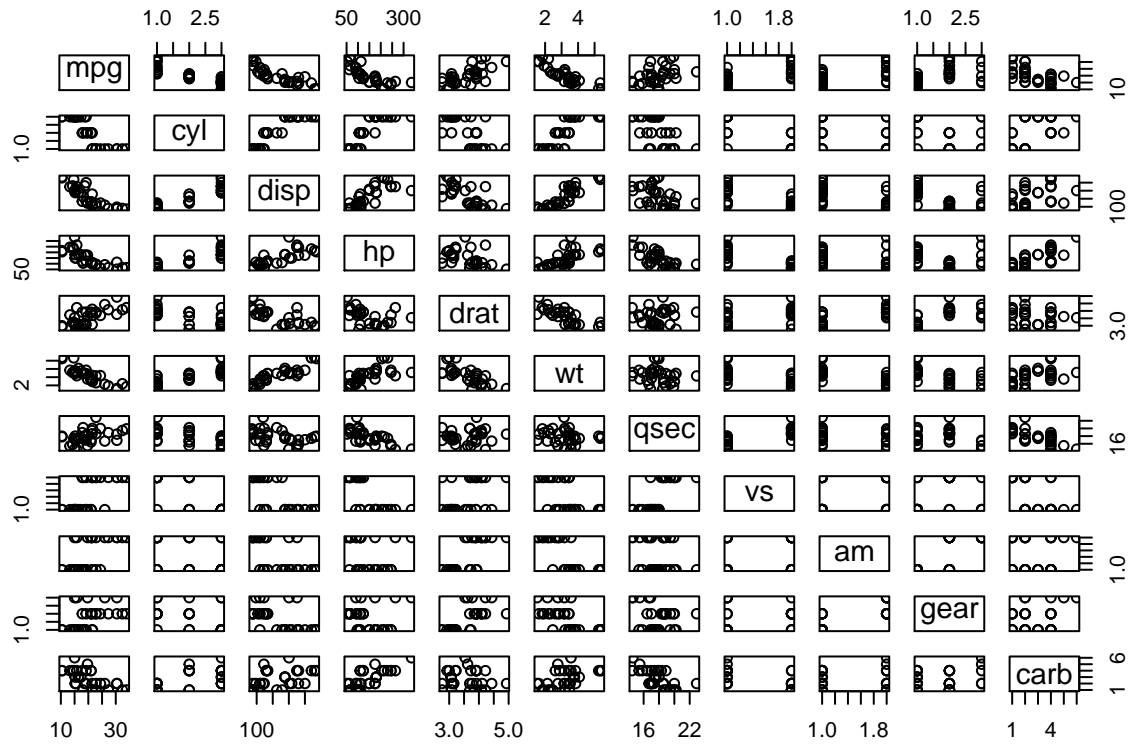 1.0 2.5 50 300 2 4 1.0 1.8 1.0 2.5
mpg 10
1.0 cyl
disp 100
50 hp
drat 3.0
2 wt
qsec 16
1.0 vs
am 1.0
1.0 gear
carb 1 6
10 30 100 3.0 5.0 16 22 1.0 1.8 1 4